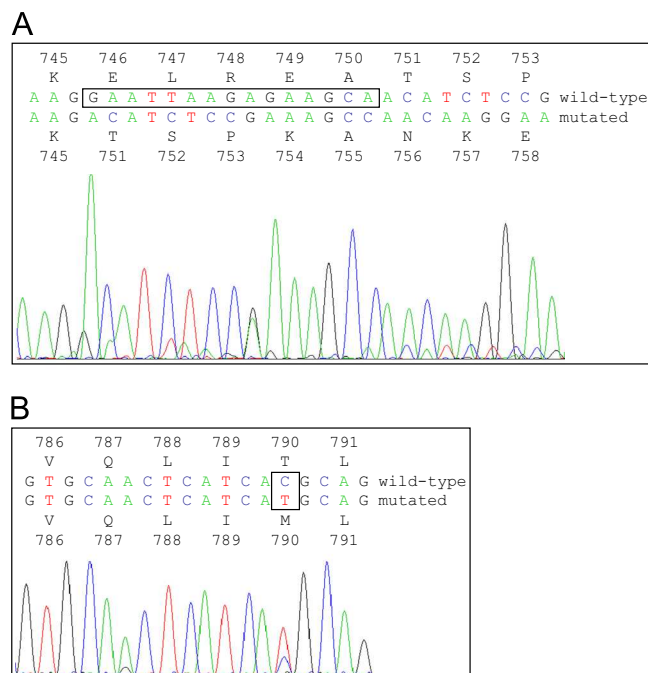 A
745 746 747 748 749 750 751 752 753
K E L R E A T S P
A A G G A A T T A A G A G A A G C A A C A T C T C C G wild-type
A A G A C A T C T C C G A A A G C C A A C A A G G A A mutated
K T S P K A N K E
745 751 752 753 754 755 756 757 758
B
786 787 788 789 790 791
V Q L I T L
G T G C A A C T C A T C A C G C A G wild-type
G T G C A A C T C A T C A T G C A G mutated
V Q L I M L
786 787 788 789 790 791